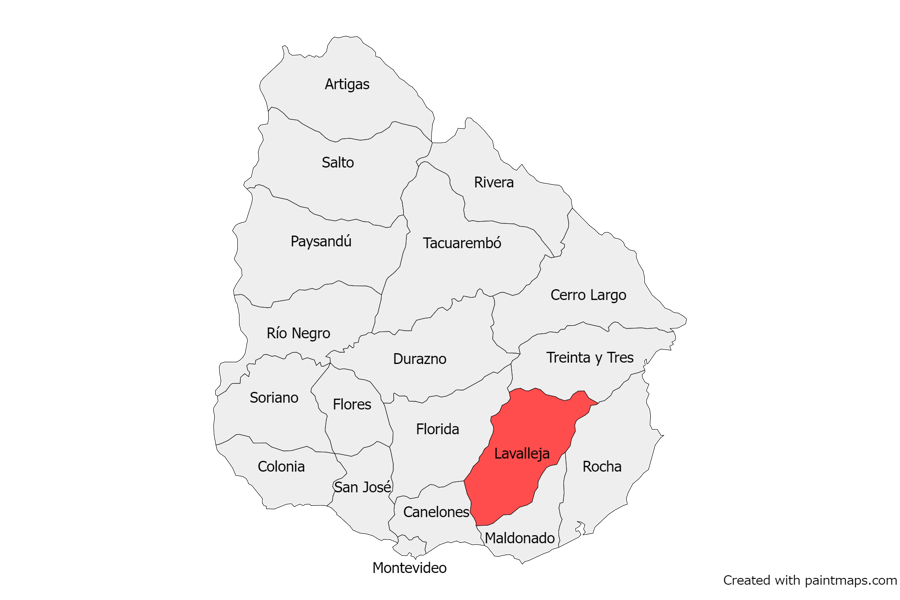 Artigas
Salto
Rivera
Paysandú
Tacuarembó
Cerro Largo
Río Negro
Durazno
Treinta y Tres
Soriano
Flores
Florida
Lavalleja
Colonia
Rocha
San José
Canelones
Maldonado
Montevideo
Created with paintmaps.com